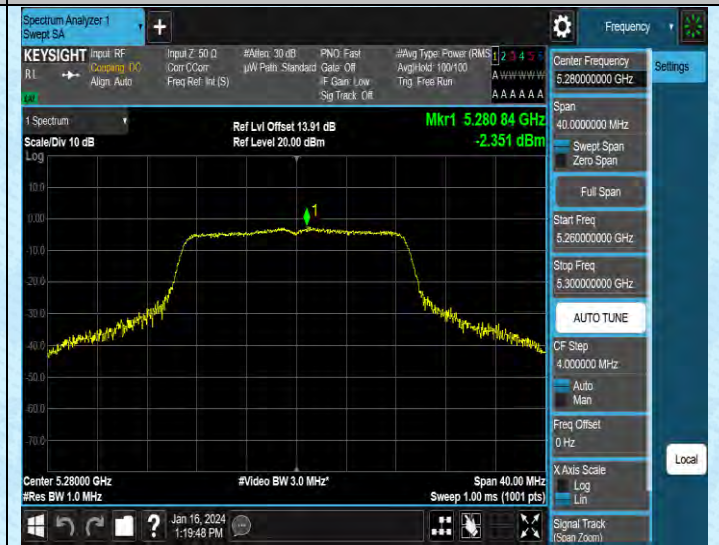 Spectrum Analyzer 1
Swept SA
+
Frequency
KEYSIGHT
RL
Input: RF
Coupling: DC
Align: Auto
Input Z: 50 Ω
Corr CCorr
Freq Ref: Int (S)
#Atten: 30 dB
µW Path: Standard
PNO: Fast
Gate: Off
IF Gain: Low
Sig Track: Off
#Avg Type: Power (RMS
Avg|Hold: 100/100
Trig: Free Run
1 2 3 4 5 6
A W W W W W
A A A A A A
1 Spectrum
Scale/Div 10 dB
Log
Ref Lvl Offset 13.91 dB
Ref Level 20.00 dBm
Mkr1 5.280 84 GHz
-2.351 dBm
10.0
0.00
-10.0
-20.0
-30.0
-40.0
-50.0
-60.0
-70.0
1
Center 5.28000 GHz
#Res BW 1.0 MHz
#Video BW 3.0 MHz*
Span 40.00 MHz
Sweep 1.00 ms (1001 pts)
Jan 16, 2024
1:19:48 PM
Center Frequency
5.280000000 GHz
Settings
Span
40.0000000 MHz
Swept Span
Zero Span
Full Span
Start Freq
5.260000000 GHz
Stop Freq
5.300000000 GHz
AUTO TUNE
CF Step
4.000000 MHz
Auto
Man
Freq Offset
0 Hz
X Axis Scale
Log
Lin
Signal Track
(Span Zoom)
Local